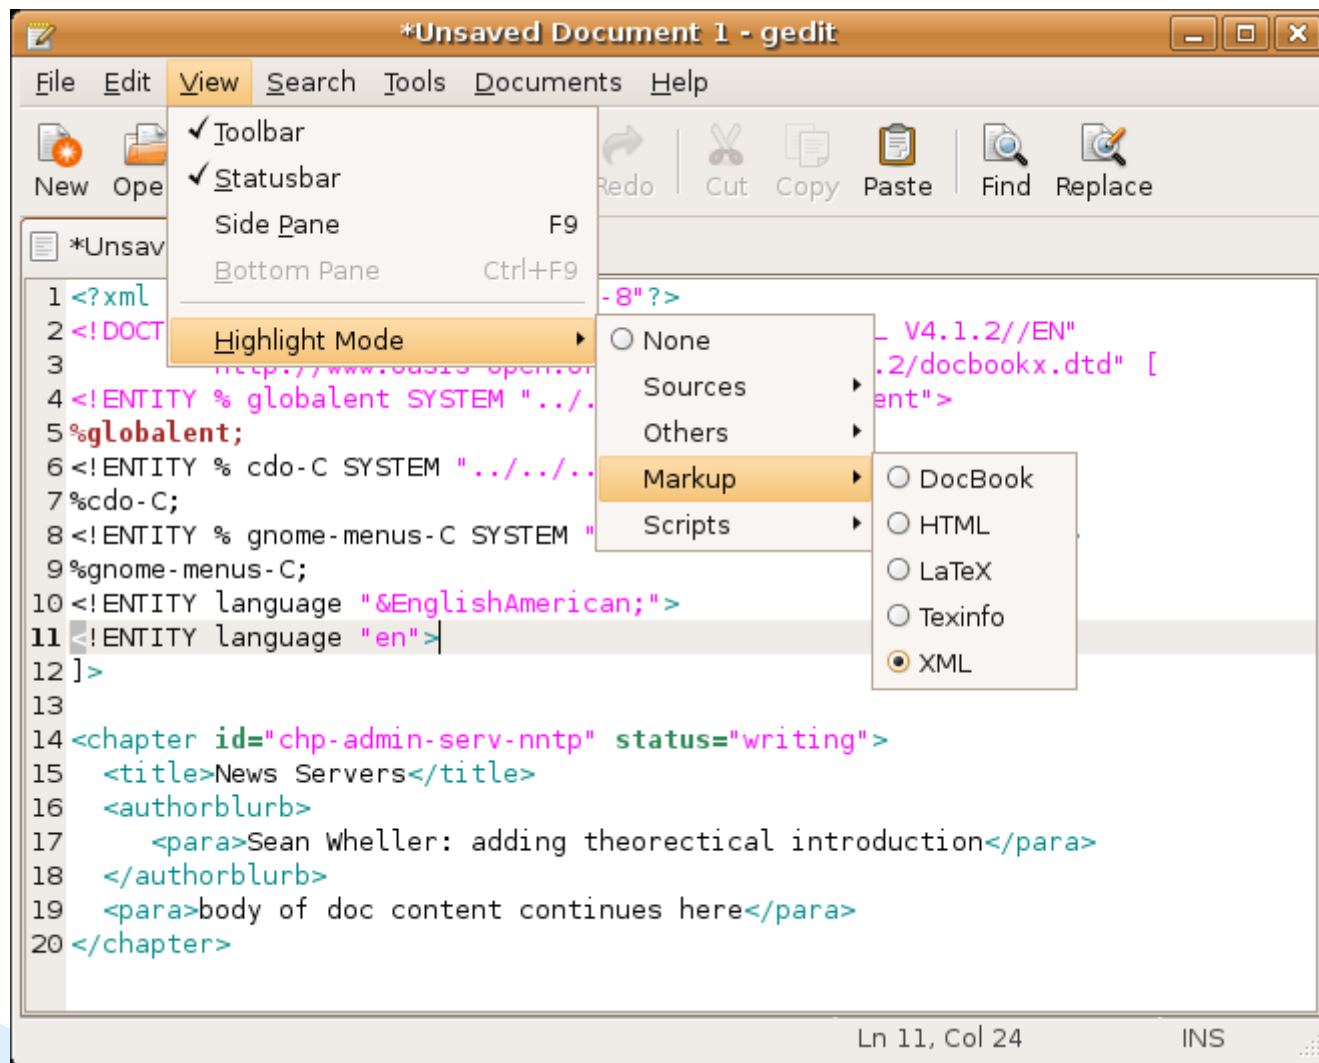 *Unsaved Document 1 - gedit
File Edit View Search Tools Documents Help
New Ope Redo Cut Copy Paste Find Replace
Toolbar
Statusbar
Side Pane F9
Bottom Pane Ctrl+F9
Highlight Mode
None
Sources
Others
Markup
Scripts
DocBook
HTML
LaTeX
Texinfo
XML
*Unsav
1 <?xml -8"?>
2 <!DOCT V4.1.2//EN"
3 .2/docbookx.dtd" [
4 <!ENTITY % globalent SYSTEM "../. ent">
5 %globalent;
6 <!ENTITY % cdo-C SYSTEM "../../..
7 %cdo-C;
8 <!ENTITY % gnome-menus-C SYSTEM "
9 %gnome-menus-C;
10 <!ENTITY language "&EnglishAmerican;">
11 <!ENTITY language "en">
12 ]>
13
14 <chapter id="chp-admin-serv-nntp" status="writing">
15 <title>News Servers</title>
16 <authorblurb>
17 <para>Sean Wheller: adding theorectical introduction</para>
18 </authorblurb>
19 <para>body of doc content continues here</para>
20 </chapter>
Ln 11, Col 24 INS